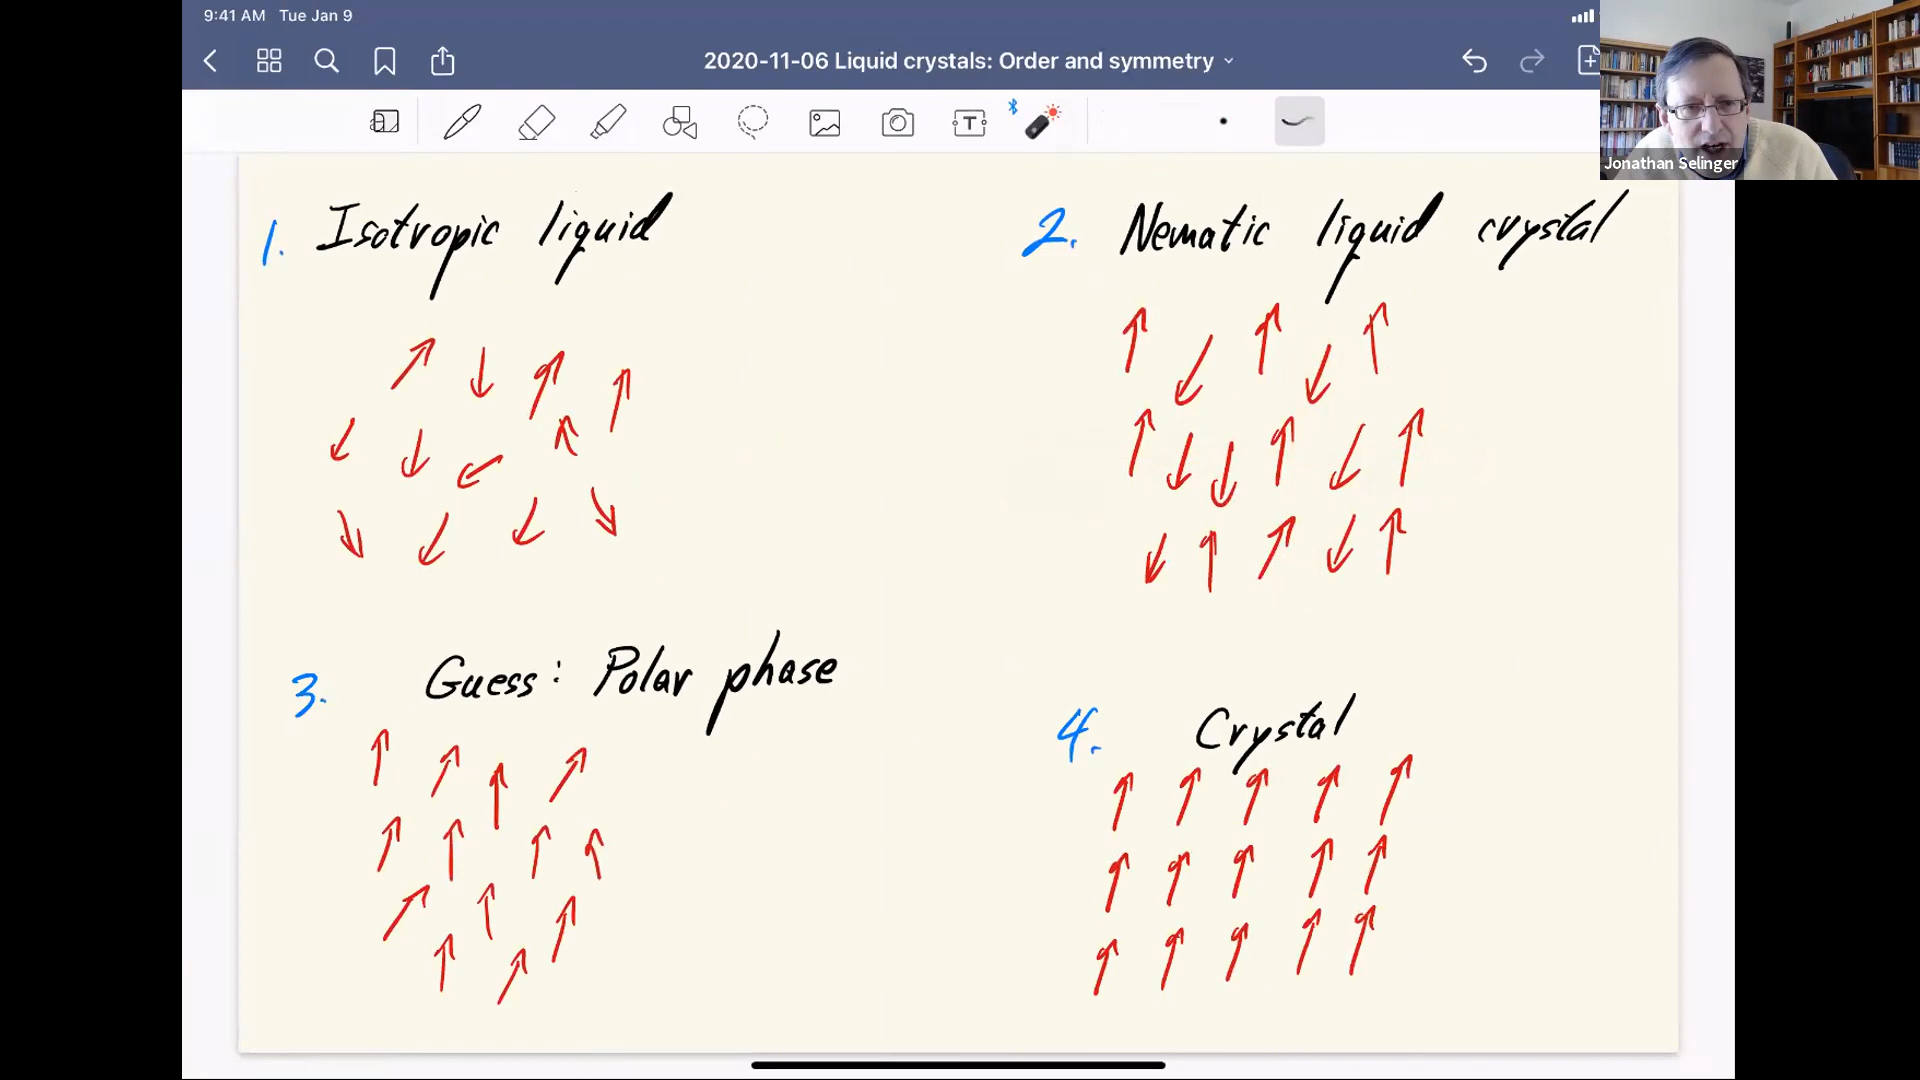 9:41 AM Tue Jan 9
2020-11-06 Liquid crystals: Order and symmetry
T
Jonathan Selinger
1. Isotropic liquid
2. Nematic liquid crystal
3. Guess: Polar phase
4. Crystal